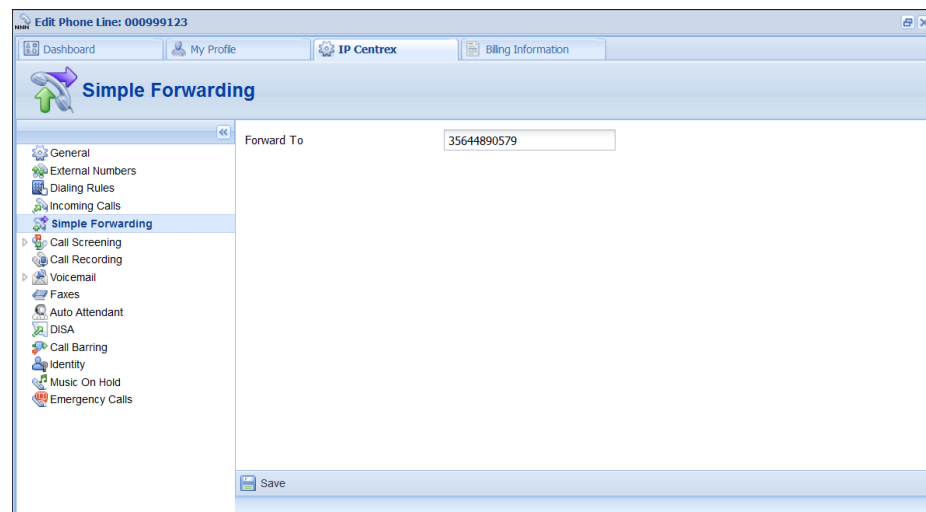 Edit Phone Line: 000999123
Dashboard
My Profile
IP Centrex
Billing Information
Simple Forwarding
General
External Numbers
Dialing Rules
Incoming Calls
Simple Forwarding
Call Screening
Call Recording
Voicemail
Faxes
Auto Attendant
DISA
Call Barring
Identity
Music On Hold
Emergency Calls
Forward To
35644890579
Save